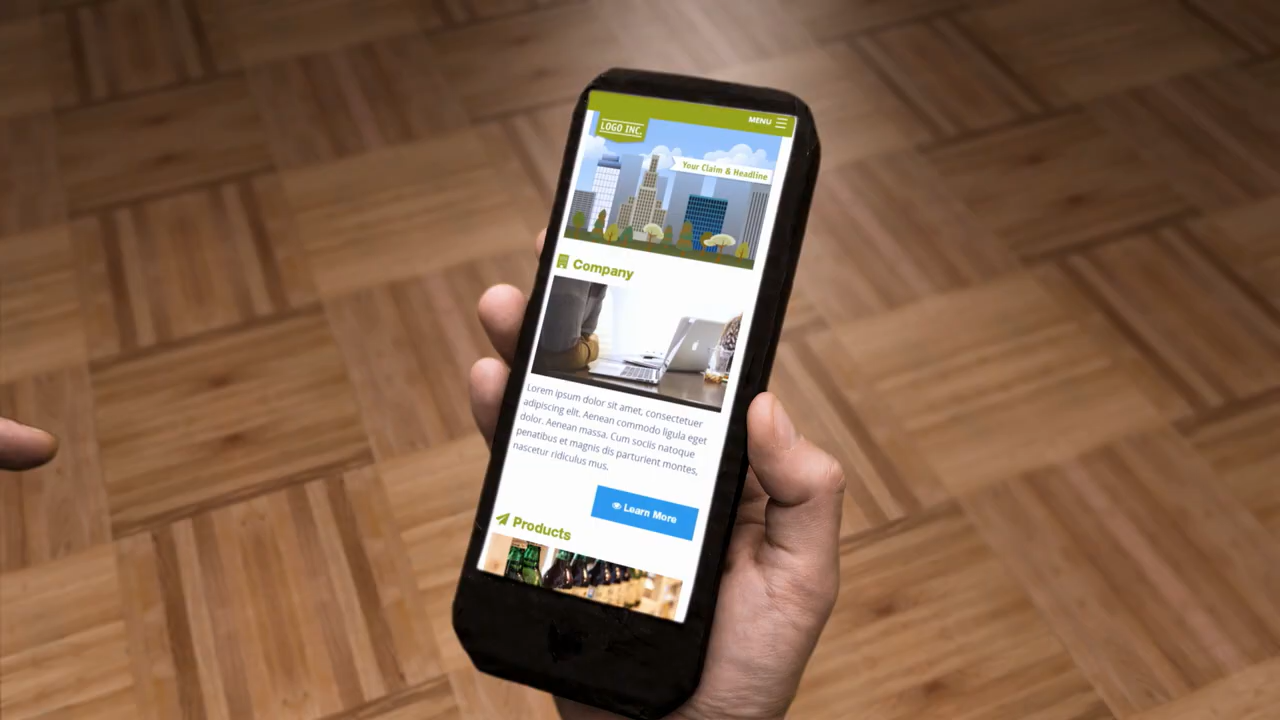 MENU
LOGO INC.
Your Claim & Headline
Company
Lorem ipsum dolor sit amet, consectetuer
adipiscing elit. Aenean commodo ligula eget
dolor. Aenean massa. Cum sociis natoque
penatibus et magnis dis parturient montes,
nascetur ridiculus mus.
Learn More
Products